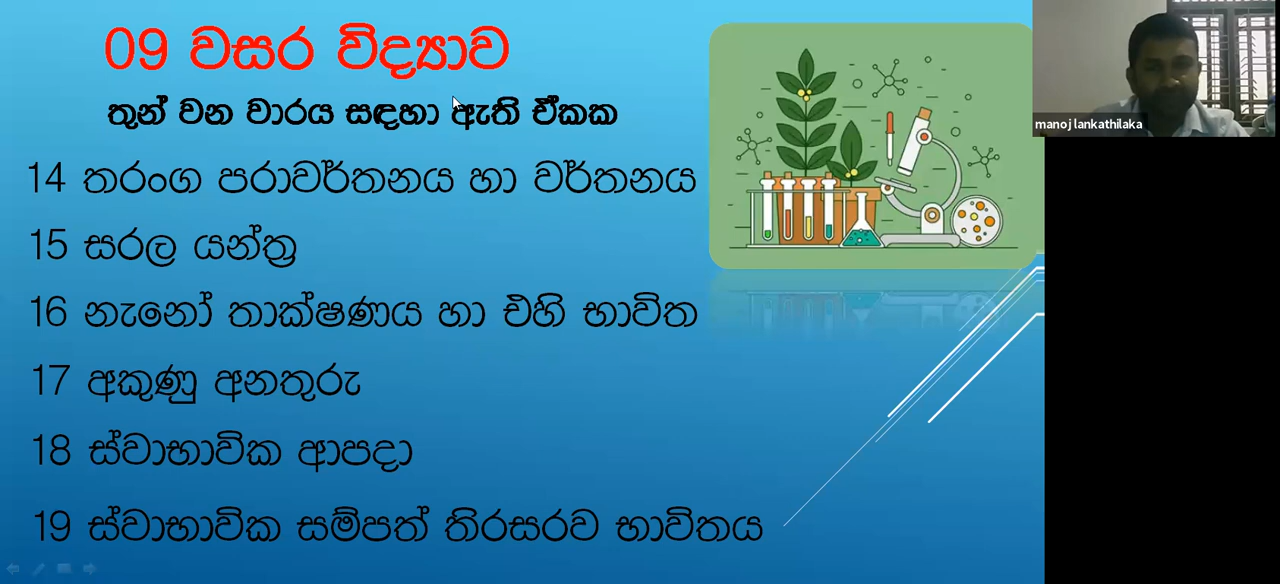 09 වසර විද්‍යාව
තුන් වන වාරය සඳහා ඇති ඒකක
14 තරංග පරාවර්තනය හා වර්තනය
15 සරල යන්ත්‍ර
16 නැනෝ තාක්ෂණය හා එහි භාවිත
17 අකුණු අනතුරු
18 ස්වාභාවික ආපදා
19 ස්වාභාවික සම්පත් තිරසරව භාවිතය
manoj lankathilaka